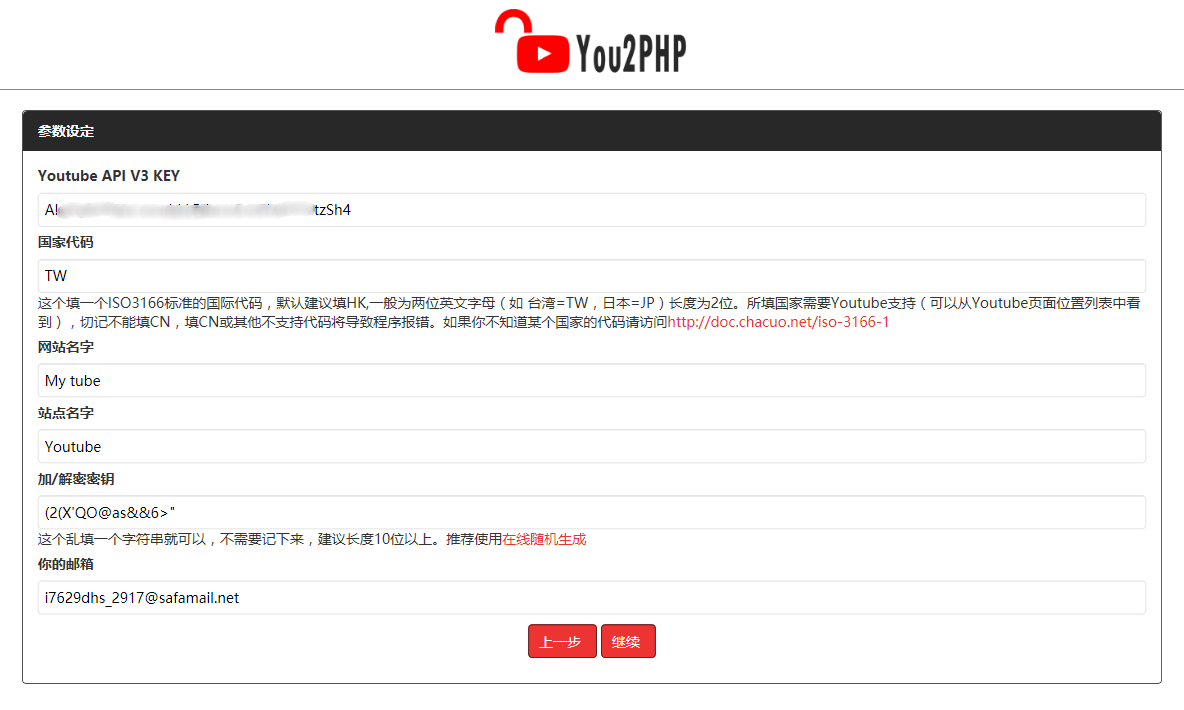 You2PHP
参数设定
Youtube API V3 KEY
tzSh4
国家代码
TW
这个填一个ISO3166标准的国际代码，默认建议填HK,一般为两位英文字母（如 台湾=TW，日本=JP）长度为2位。所填国家需要Youtube支持（可以从Youtube页面位置列表中看
到），切记不能填CN，填CN或其他不支持代码将导致程序报错。如果你不知道某个国家的代码请访问http://doc.chacuo.net/iso-3166-1
网站名字
My tube
站点名字
Youtube
加/解密密钥
(2(X'QO@as&&6>"
这个乱填一个字符串就可以，不需要记下来，建议长度10位以上。推荐使用在线随机生成
你的邮箱
i7629dhs_2917@safamail.net
上一步 继续